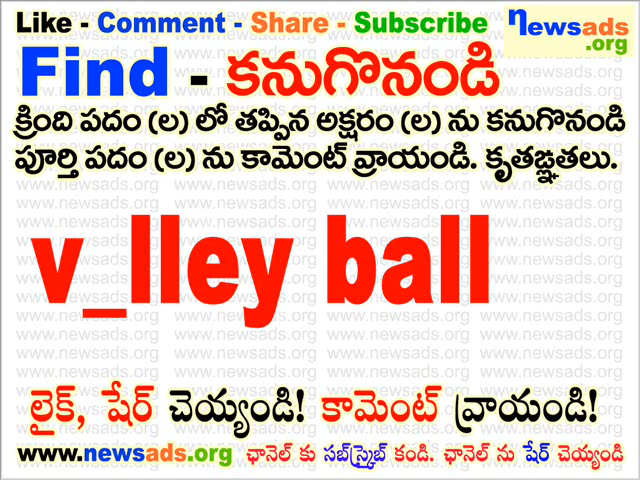 Like - Comment - Share - Subscribe
newsads
.org
Find - కనుగొనండి
క్రింది పదం (ల) లో తప్పిన అక్షరం (ల) ను కనుగొనండి
పూర్తి పదం (ల) ను కామెంట్ వ్రాయండి. కృతఙ్ఞతలు.
v_lley ball
లైక్, షేర్ చెయ్యండి! కామెంట్ వ్రాయండి!
www.newsads.org ఛానెల్ కు సబ్‌స్క్రైబ్ కండి. ఛానెల్ ను షేర్ చెయ్యండి